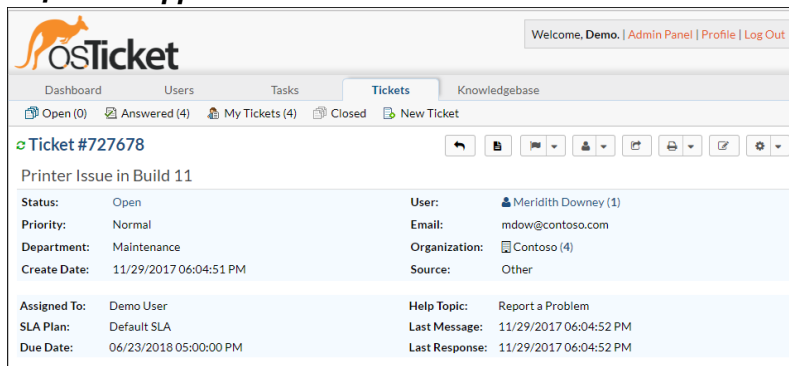 Welcome, Demo. | Admin Panel | Profile | Log Out
osTicket
Dashboard Users Tasks Tickets Knowledgebase
Open (0) Answered (4) My Tickets (4) Closed New Ticket
Ticket #727678
Printer Issue in Build 11
Status: Open User: Meridith Downey (1)
Priority: Normal Email: mdow@contoso.com
Department: Maintenance Organization: Contoso (4)
Create Date: 11/29/2017 06:04:51 PM Source: Other
Assigned To: Demo User Help Topic: Report a Problem
SLA Plan: Default SLA Last Message: 11/29/2017 06:04:52 PM
Due Date: 06/23/2018 05:00:00 PM Last Response: 11/29/2017 06:04:52 PM